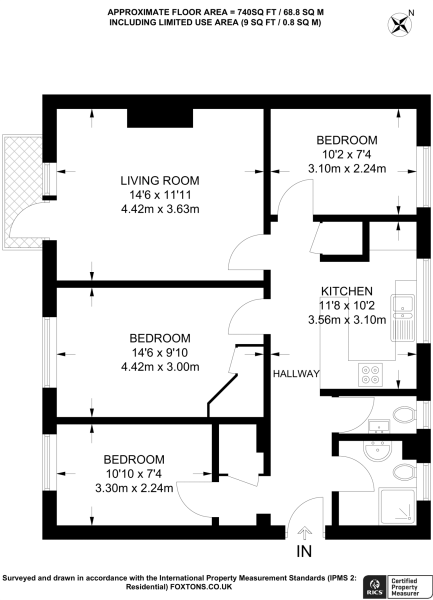 APPROXIMATE FLOOR AREA = 740SQ FT / 68.8 SQ M
INCLUDING LIMITED USE AREA (9 SQ FT / 0.8 SQ M)
N
BEDROOM
10'2 x 7'4
3.10m x 2.24m
LIVING ROOM
14'6 x 11'11
4.42m x 3.63m
KITCHEN
11'8 x 10'2
3.56m x 3.10m
BEDROOM
14'6 x 9'10
4.42m x 3.00m
HALLWAY
BEDROOM
10'10 x 7'4
3.30m x 2.24m
IN
Surveyed and drawn in accordance with the International Property Measurement Standards (IPMS 2:
Residential) FOXTONS.CO.UK
RICS
Certified
Property
Measurer